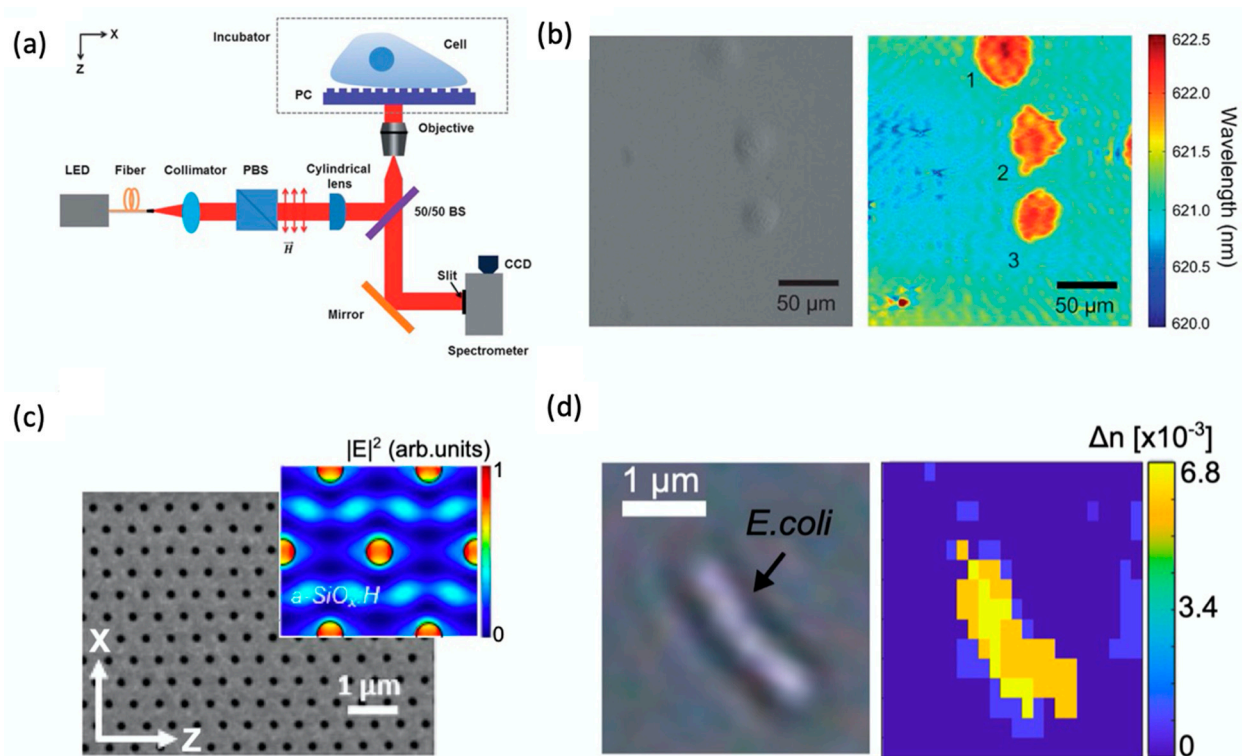 (a)
X
Z
Incubator
Cell
PC
Objective
LED
Fiber
Collimator
PBS
Cylindrical
lens
50/50 BS
H
CCD
Slit
Mirror
Spectrometer
(b)
50 μm
1
2
3
50 μm
622.5
622.0
621.5
621.0
620.5
620.0
Wavelength (nm)
(c)
|E|² (arb.units)
1
0
a-SiOₓ:H
X
Z
1 μm
(d)
1 μm
E.coli
Δn [x10⁻³]
6.8
3.4
0